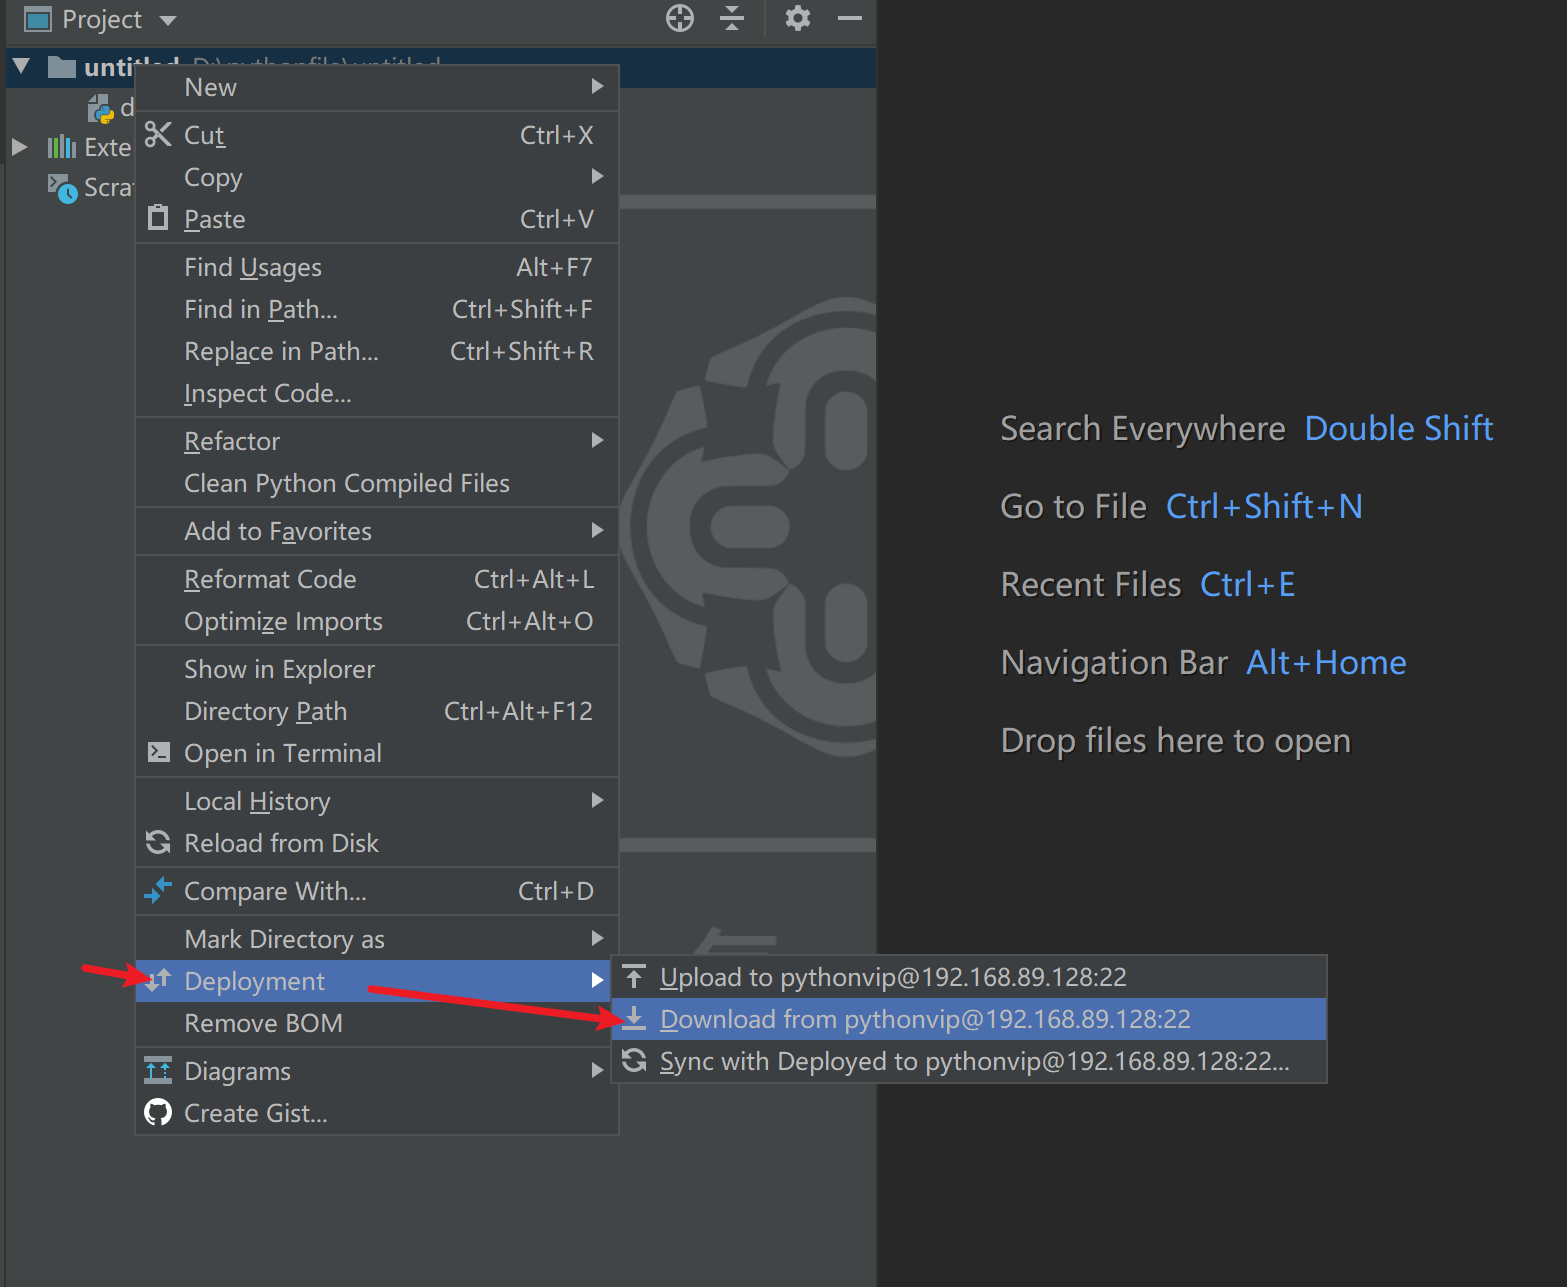 Project
untitled D:\pythonfile\untitled
d
Exte
Scra
New
Cut Ctrl+X
Copy
Paste Ctrl+V
Find Usages Alt+F7
Find in Path... Ctrl+Shift+F
Replace in Path... Ctrl+Shift+R
Inspect Code...
Refactor
Clean Python Compiled Files
Add to Favorites
Reformat Code Ctrl+Alt+L
Optimize Imports Ctrl+Alt+O
Show in Explorer
Directory Path Ctrl+Alt+F12
Open in Terminal
Local History
Reload from Disk
Compare With... Ctrl+D
Mark Directory as
Deployment
Remove BOM
Diagrams
Create Gist...
Upload to pythonvip@192.168.89.128:22
Download from pythonvip@192.168.89.128:22
Sync with Deployed to pythonvip@192.168.89.128:22...
Search Everywhere Double Shift
Go to File Ctrl+Shift+N
Recent Files Ctrl+E
Navigation Bar Alt+Home
Drop files here to open